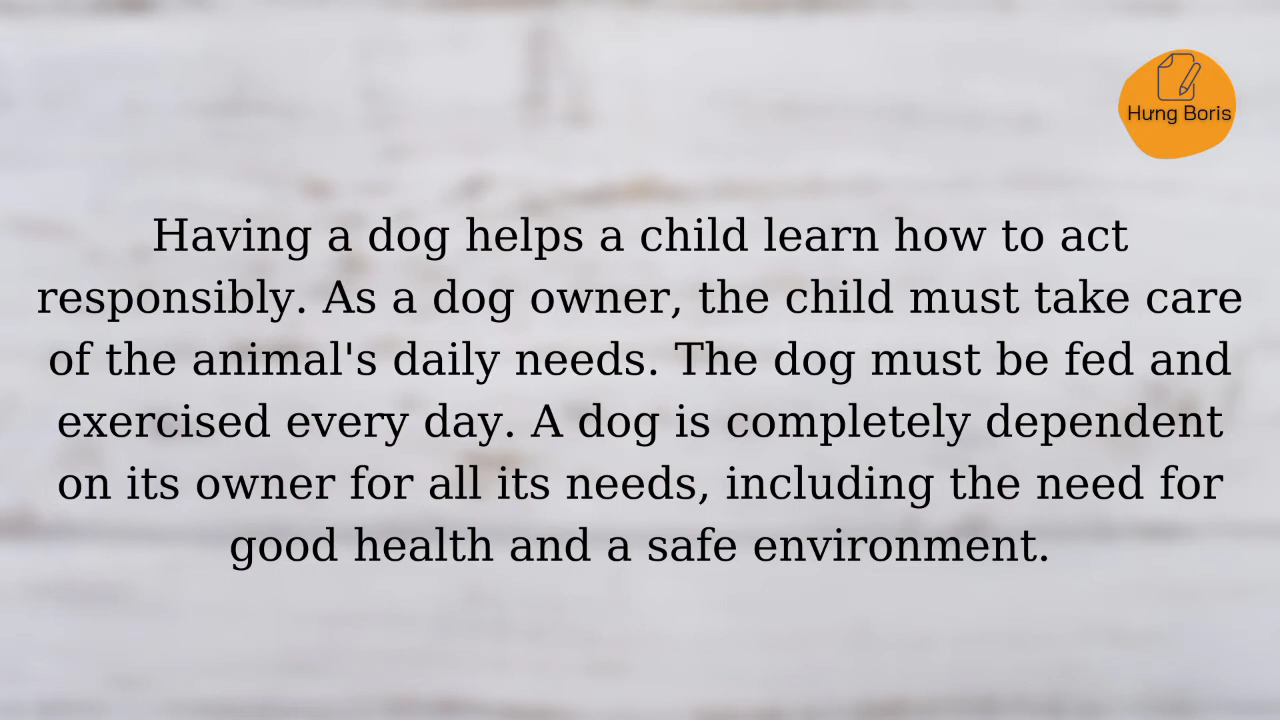 Hưng Boris
Having a dog helps a child learn how to act
responsibly. As a dog owner, the child must take care
of the animal's daily needs. The dog must be fed and
exercised every day. A dog is completely dependent
on its owner for all its needs, including the need for
good health and a safe environment.